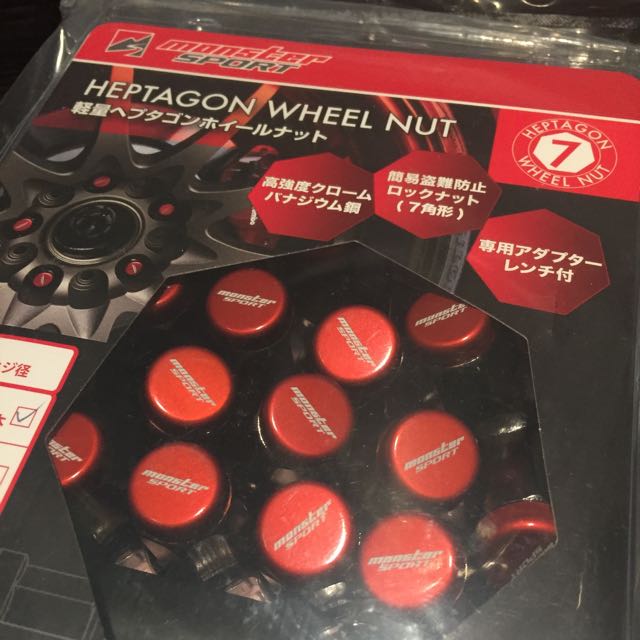 monster
SPORT
HEPTAGON WHEEL NUT
軽量ヘプタゴンホイールナット
HEPTAGON
7
WHEEL NUT
高強度クローム
バナジウム鋼
簡易盗難防止
ロックナット
(7角形)
専用アダプター
レンチ付
ジ径
monster
SPORT
monster
SPORT
monster
SPORT
monster
SPORT
monster
SPORT
monster
SPORT
monster
SPORT
monster
SPORT
monster
SPORT
monster
SPORT